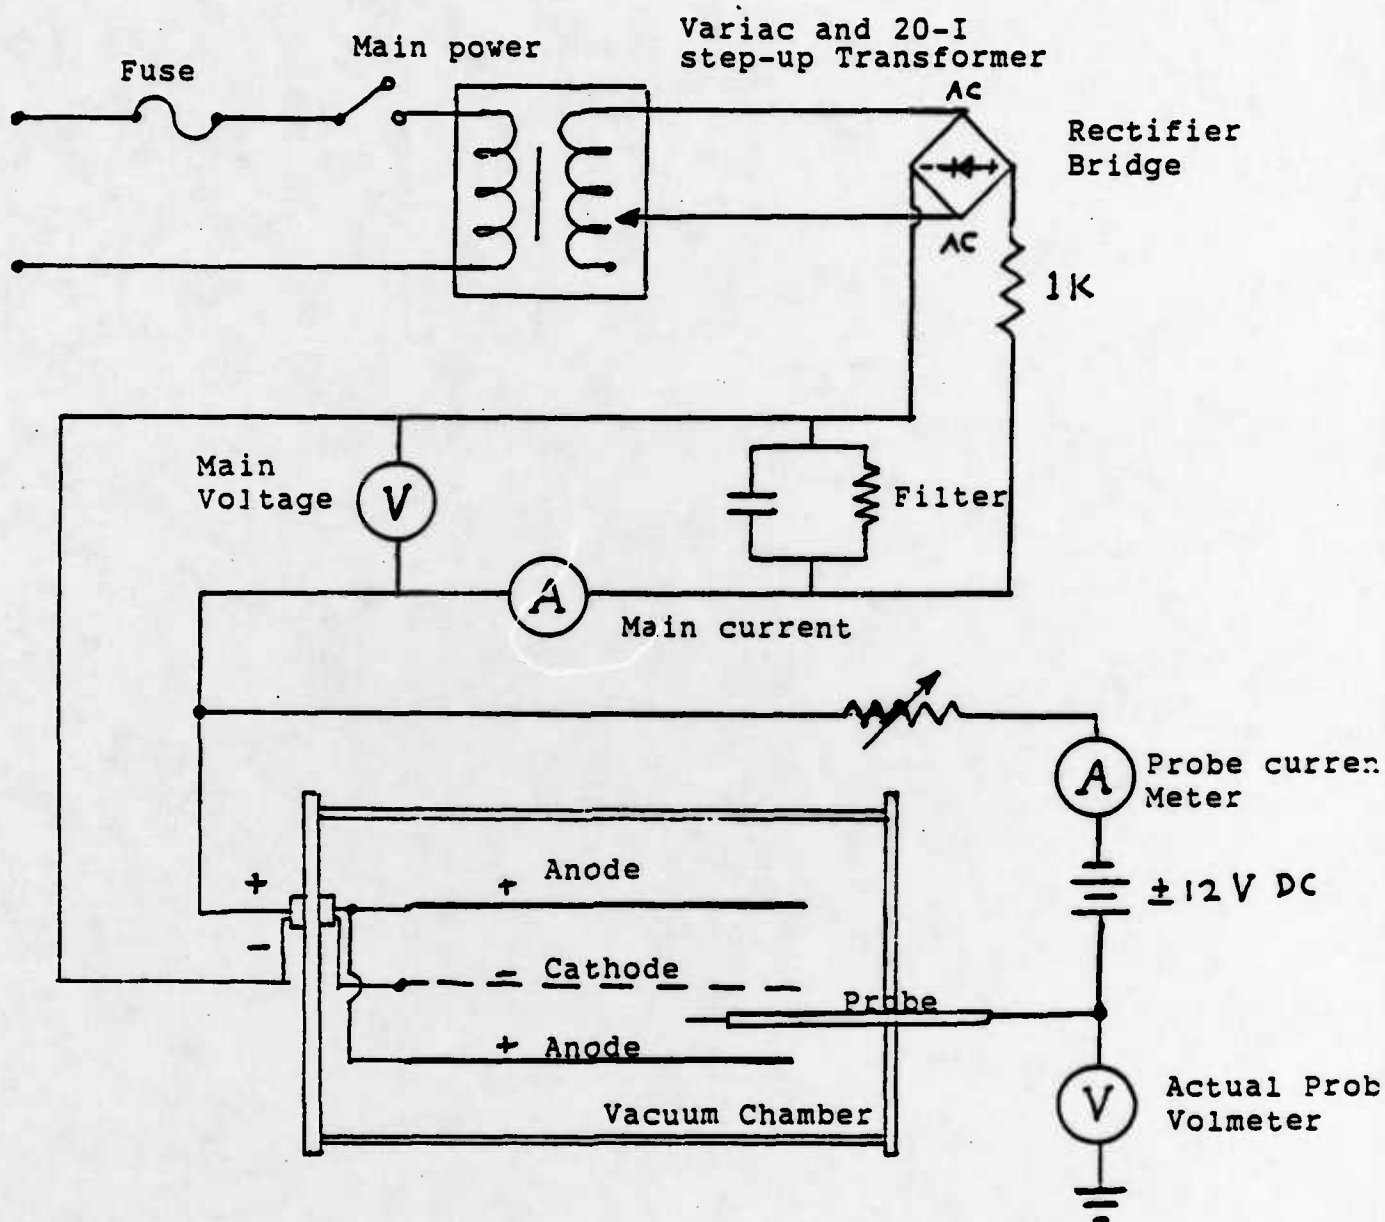 Variac and 20-I
step-up Transformer
Main power
Fuse
AC
Rectifier
Bridge
AC
1K
Main
Voltage
V
Filter
A
Main current
A
Probe curren
Meter
± 12 V DC
+
-
+ Anode
- Cathode
Probe
+ Anode
Vacuum Chamber
V
Actual Prob
Volmeter